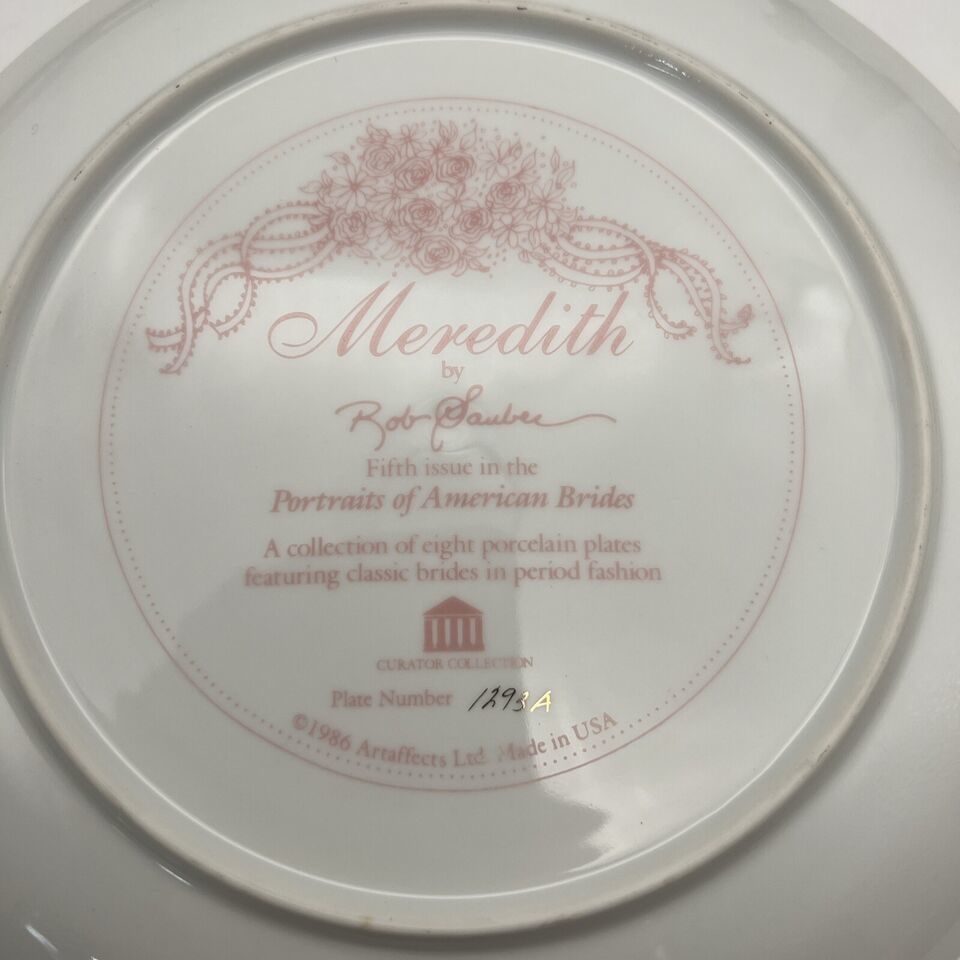 Meredith
by
Rob Sauber
Fifth issue in the
Portraits of American Brides
A collection of eight porcelain plates
featuring classic brides in period fashion
CURATOR COLLECTION
Plate Number 1293A
©1986 Artaffects Ltd. Made in USA